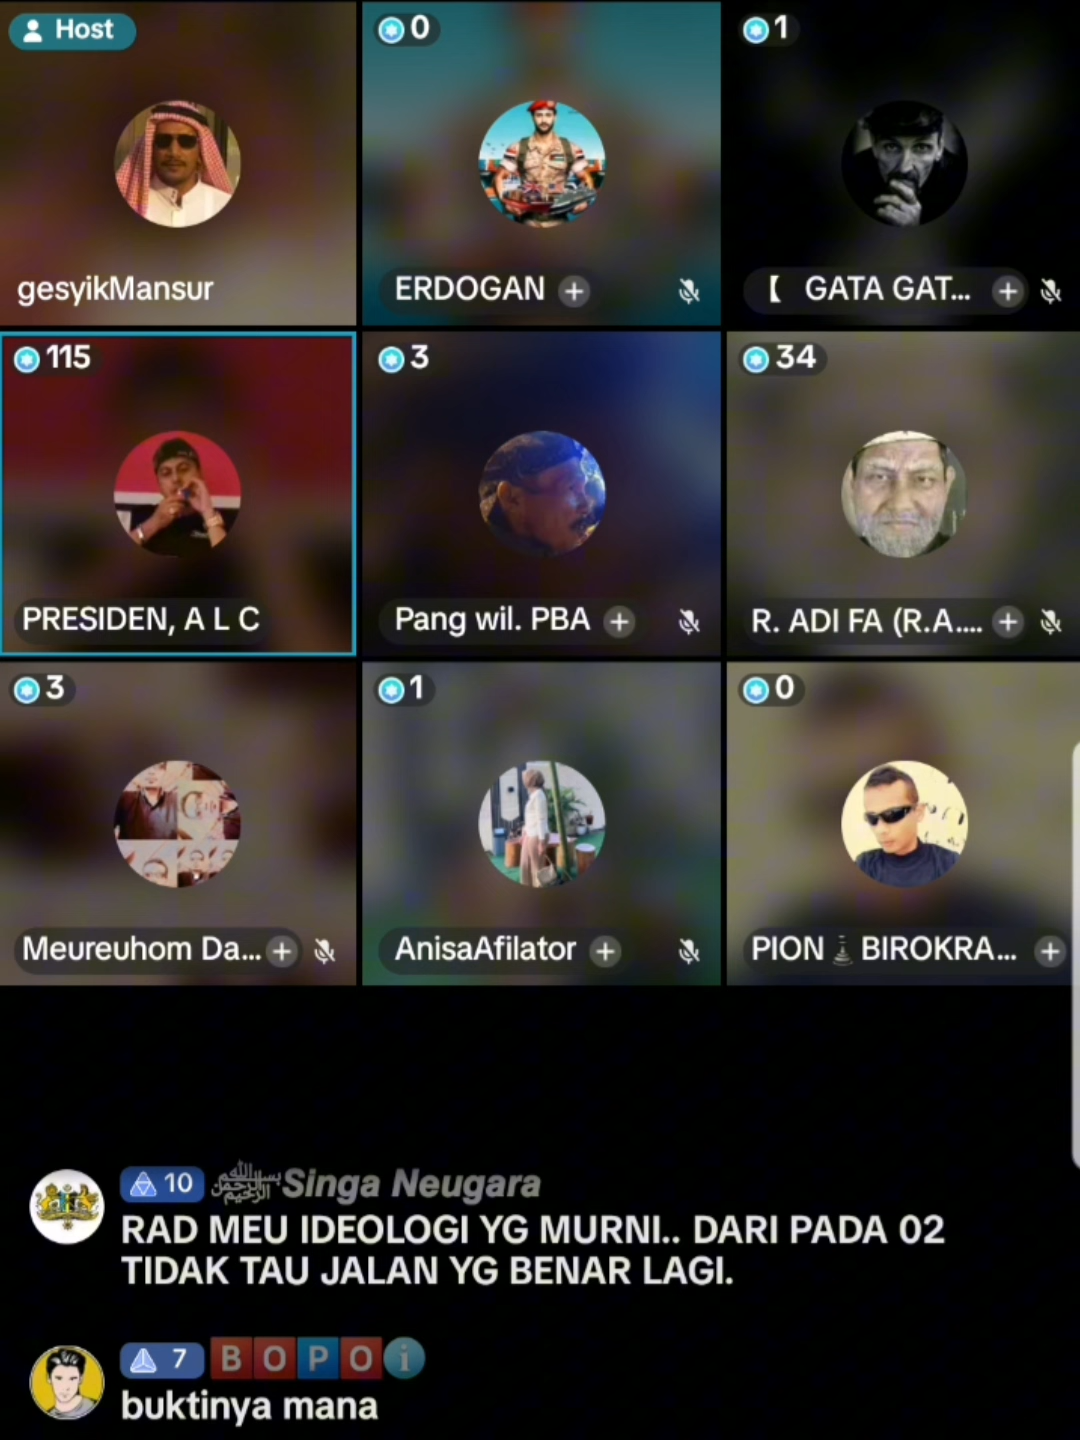 Host
0
1
gesyikMansur
ERDOGAN
【 GATA GAT...
115
3
34
PRESIDEN, A L C
Pang wil. PBA
R. ADI FA (R.A....
3
1
0
Meureuhom Da...
AnisaAfilator
PION BIROKRA...
10 ﷽Singa Neugara
RAD MEU IDEOLOGI YG MURNI.. DARI PADA 02
TIDAK TAU JALAN YG BENAR LAGI.
7 BOPOi
buktinya mana